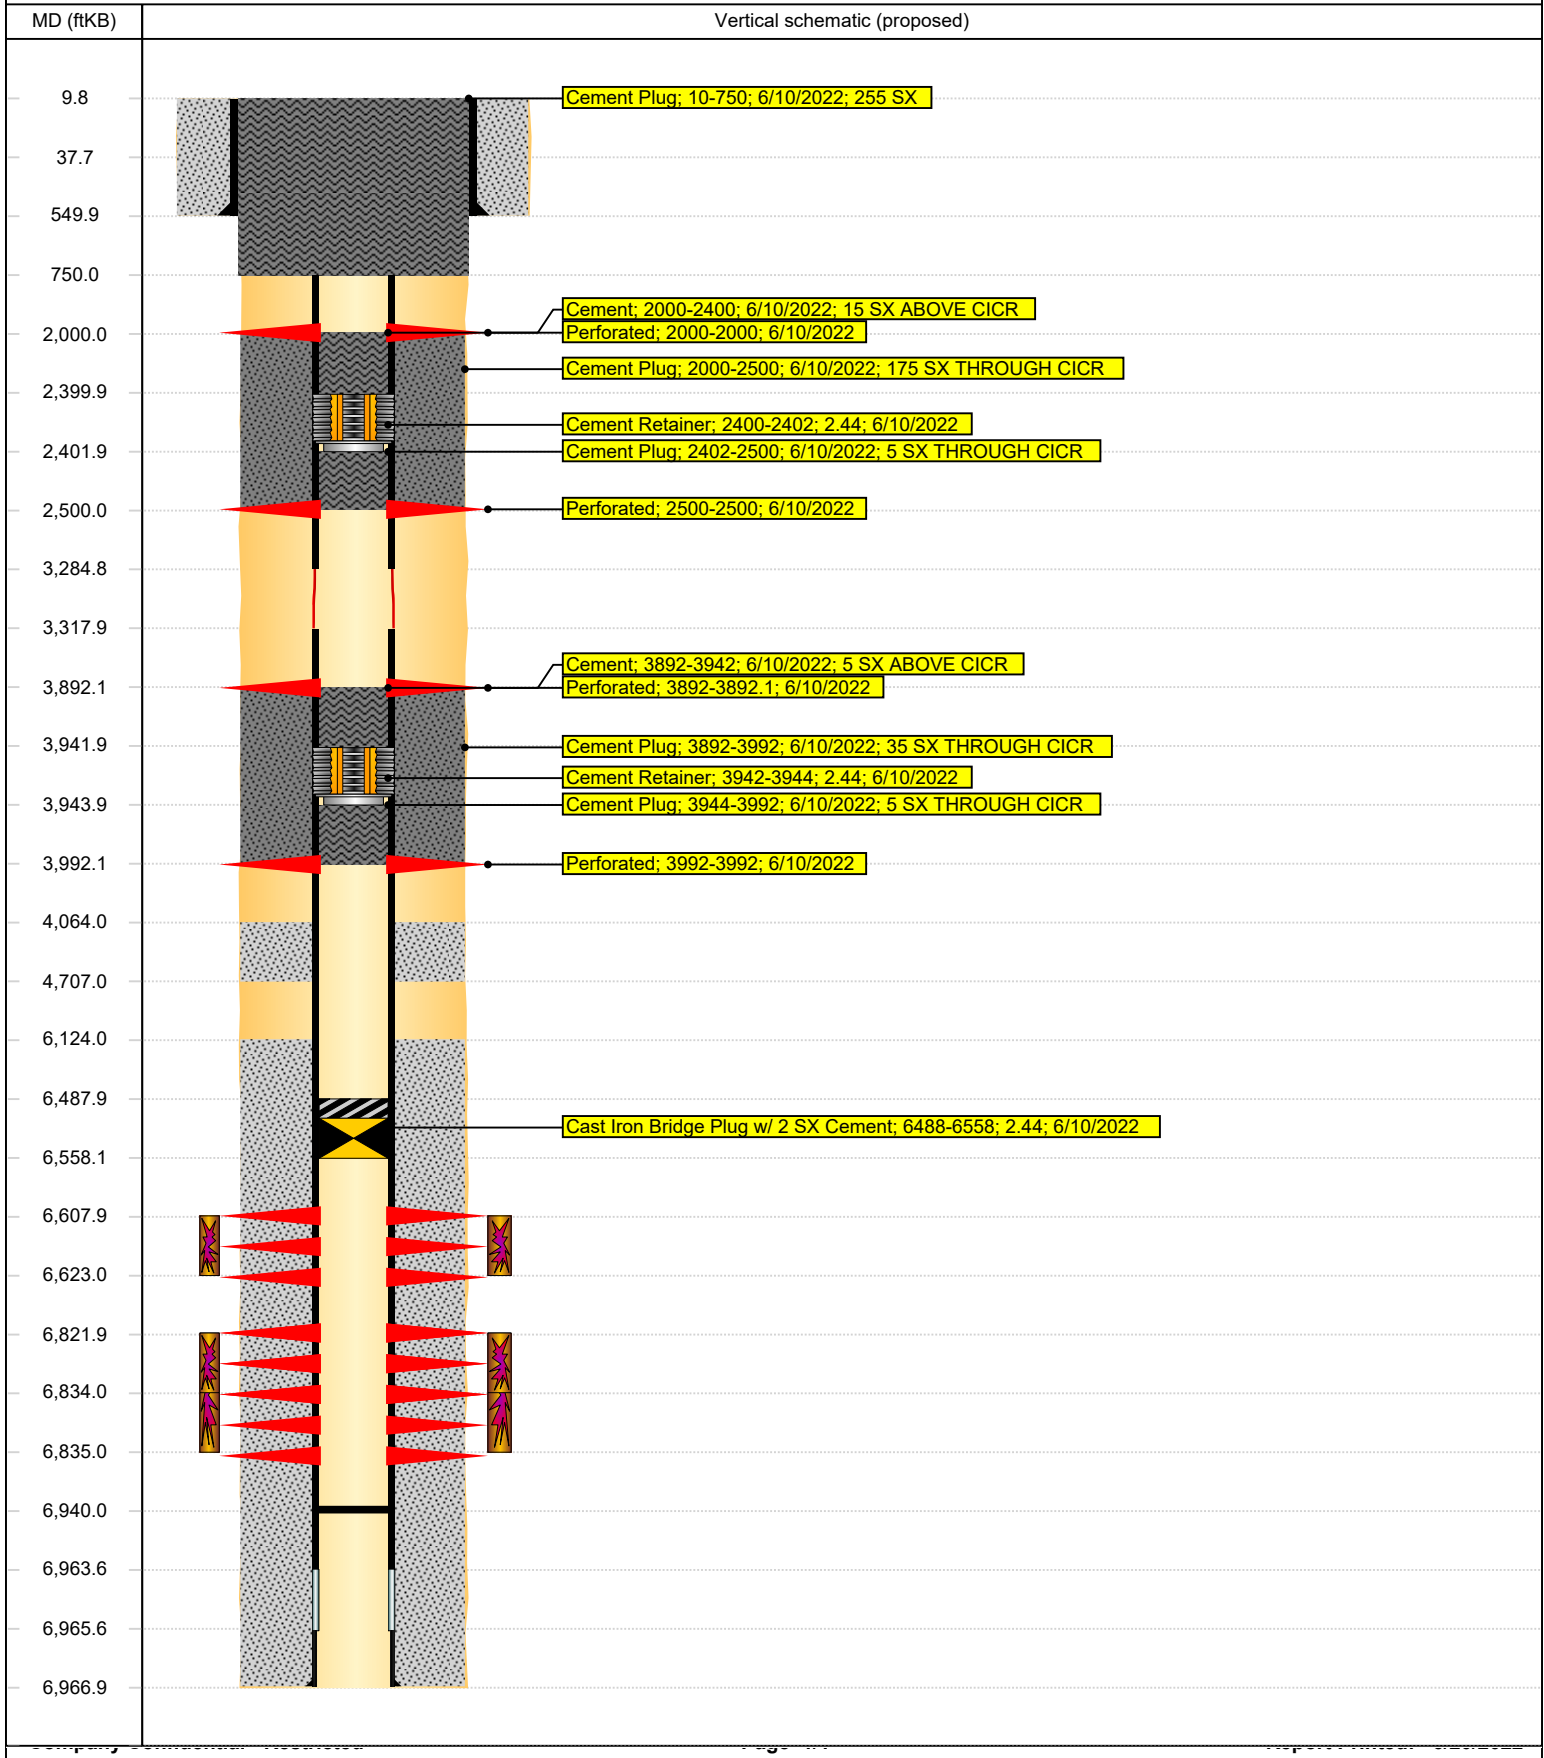 MD (ftKB)
Vertical schematic (proposed)
9.8
Cement Plug; 10-750; 6/10/2022; 255 SX
37.7
549.9
750.0
Cement; 2000-2400; 6/10/2022; 15 SX ABOVE CICR
2,000.0
Perforated; 2000-2000; 6/10/2022
Cement Plug; 2000-2500; 6/10/2022; 175 SX THROUGH CICR
2,399.9
Cement Retainer; 2400-2402; 2.44; 6/10/2022
2,401.9
Cement Plug; 2402-2500; 6/10/2022; 5 SX THROUGH CICR
2,500.0
Perforated; 2500-2500; 6/10/2022
3,284.8
3,317.9
Cement; 3892-3942; 6/10/2022; 5 SX ABOVE CICR
3,892.1
Perforated; 3892-3892.1; 6/10/2022
3,941.9
Cement Plug; 3892-3992; 6/10/2022; 35 SX THROUGH CICR
Cement Retainer; 3942-3944; 2.44; 6/10/2022
3,943.9
Cement Plug; 3944-3992; 6/10/2022; 5 SX THROUGH CICR
3,992.1
Perforated; 3992-3992; 6/10/2022
4,064.0
4,707.0
6,124.0
6,487.9
Cast Iron Bridge Plug w/ 2 SX Cement; 6488-6558; 2.44; 6/10/2022
6,558.1
6,607.9
6,623.0
6,821.9
6,834.0
6,835.0
6,940.0
6,963.6
6,965.6
6,966.9